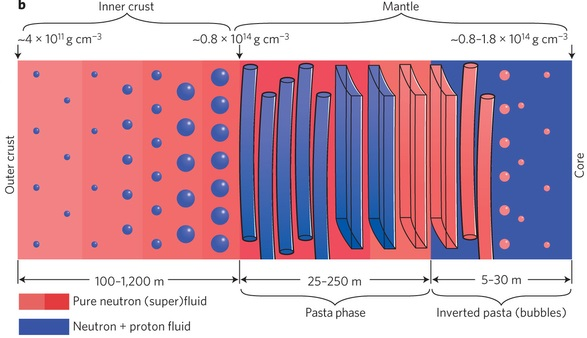 b
Inner crust
Mantle
~4 × 10¹¹ g cm⁻³
~0.8 × 10¹⁴ g cm⁻³
~0.8–1.8 × 10¹⁴ g cm⁻³
Outer crust
Core
100–1,200 m
25–250 m
5–30 m
Pure neutron (super)fluid
Neutron + proton fluid
Pasta phase
Inverted pasta (bubbles)